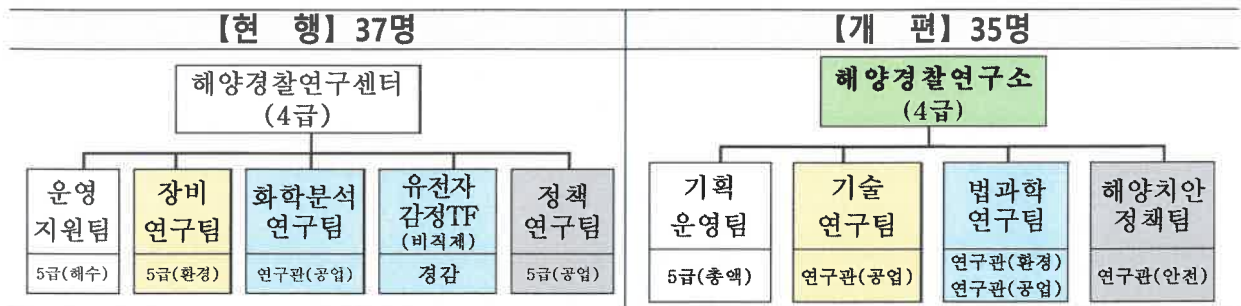 【현 행】 37명
해양경찰연구센터
(4급)
운영
지원팀
5급(해수)
장비
연구팀
5급(환경)
화학분석
연구팀
연구관(공업)
유전자
감정TF
(비직제)
경감
정책
연구팀
5급(공업)
【개 편】 35명
해양경찰연구소
(4급)
기획
운영팀
5급(총액)
기술
연구팀
연구관(공업)
법과학
연구팀
연구관(환경)
연구관(공업)
해양치안
정책팀
연구관(안전)